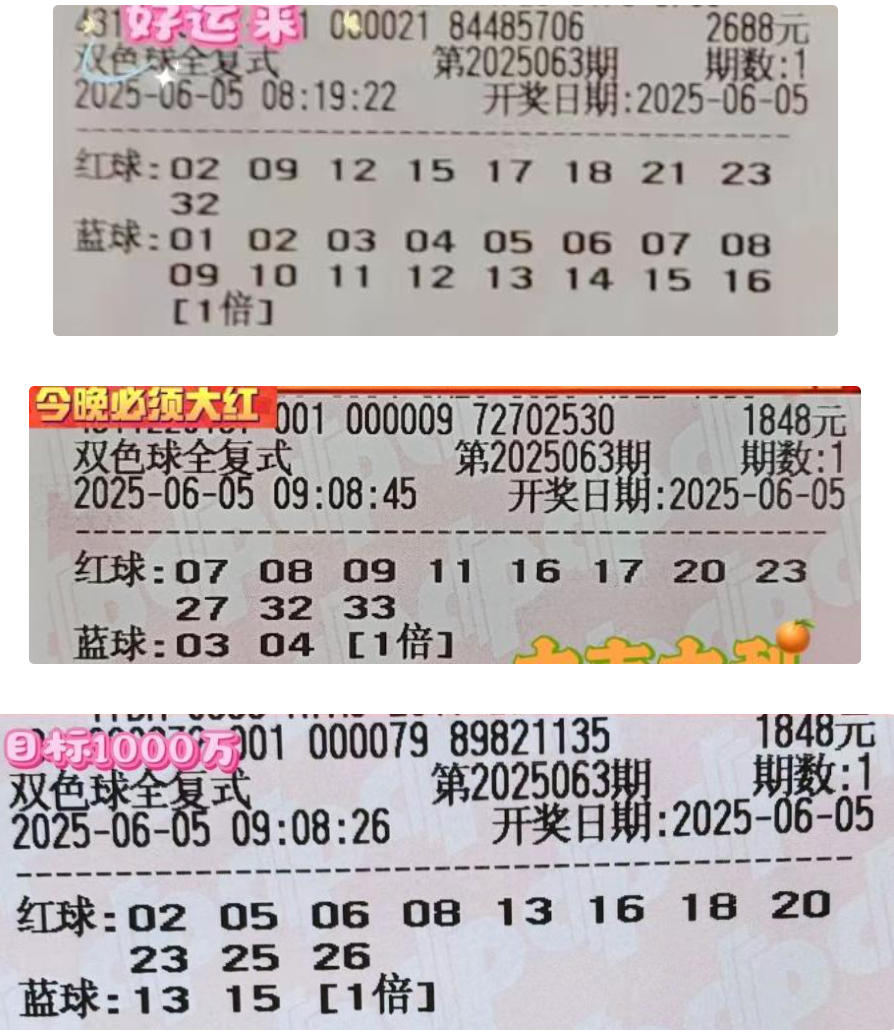 好运来
431 000021 84485706 2688元
双色球全复式 第2025063期 期数:1
2025-06-05 08:19:22 开奖日期:2025-06-05
红球:02 09 12 15 17 18 21 23
32
蓝球:01 02 03 04 05 06 07 08
09 10 11 12 13 14 15 16
[1倍]
今晚必须大红
001 000009 72702530 1848元
双色球全复式 第2025063期 期数:1
2025-06-05 09:08:45 开奖日期:2025-06-05
红球:07 08 09 11 16 17 20 23
27 32 33
蓝球:03 04 [1倍]
目标1000万
001 000079 89821135 1848元
双色球全复式 第2025063期 期数:1
2025-06-05 09:08:26 开奖日期:2025-06-05
红球:02 05 06 08 13 16 18 20
23 25 26
蓝球:13 15 [1倍]